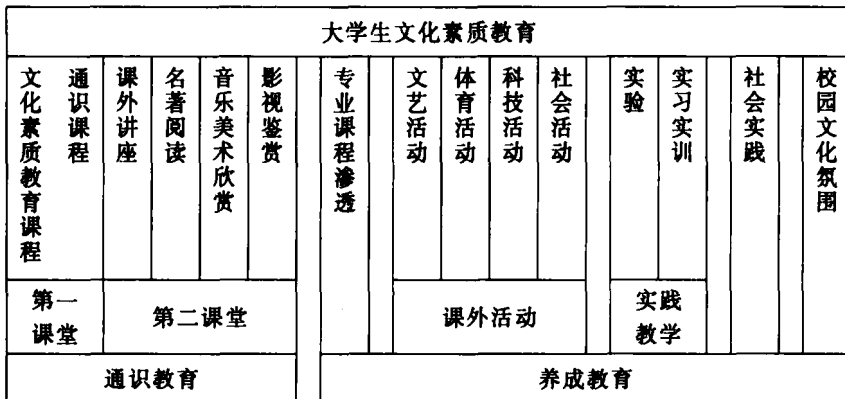 大学生文化素质教育
文化素质教育课程
通识课程
课外讲座
名著阅读
音乐美术欣赏
影视鉴赏
专业课程渗透
文艺活动
体育活动
科技活动
社会活动
实验
实习实训
社会实践
校园文化氛围
第一
课堂
第二课堂
课外活动
实践
教学
通识教育
养成教育